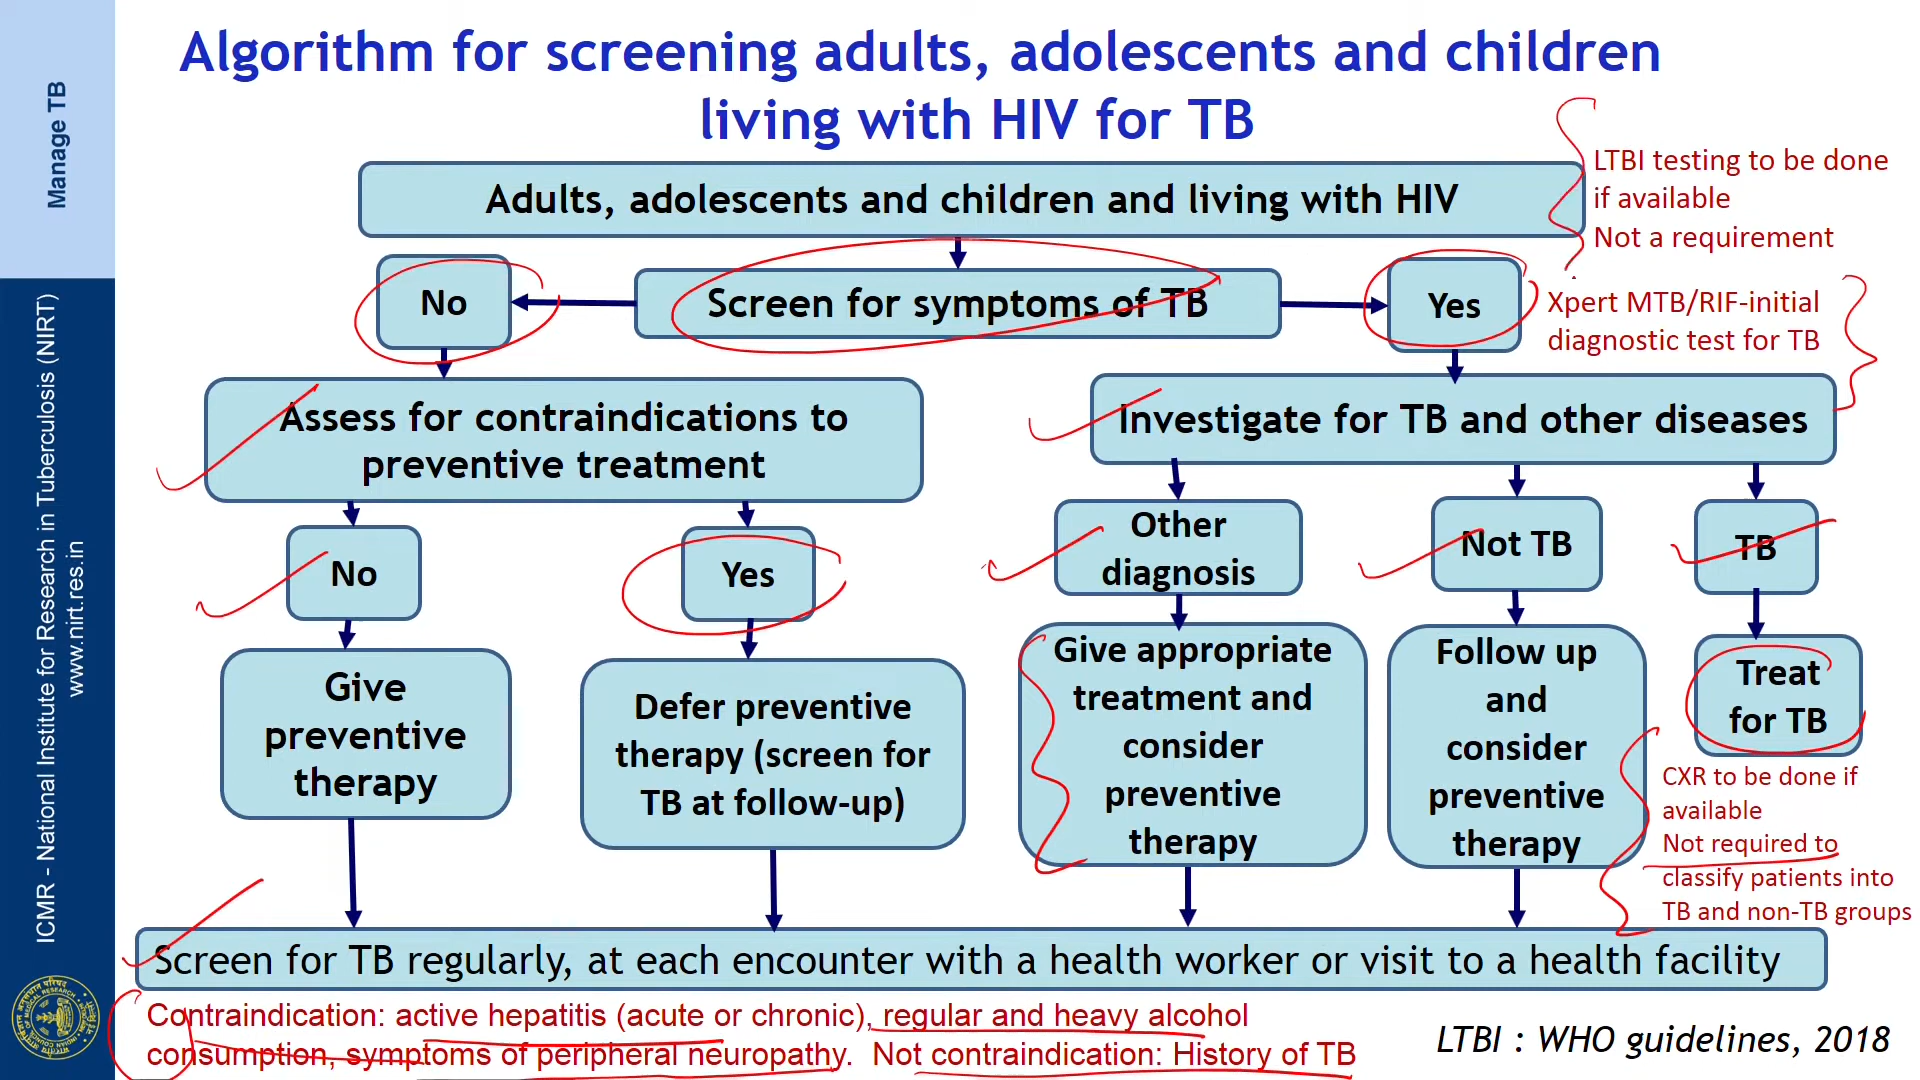 Algorithm for screening adults, adolescents and children
living with HIV for TB
Manage TB
ICMR - National Institute for Research in Tuberculosis (NIRT)
www.nirt.res.in
Adults, adolescents and children and living with HIV
LTBI testing to be done
if available
Not a requirement
No
Screen for symptoms of TB
Yes
Xpert MTB/RIF-initial
diagnostic test for TB
Assess for contraindications to
preventive treatment
Investigate for TB and other diseases
No
Yes
Other
diagnosis
Not TB
TB
Give
preventive
therapy
Defer preventive
therapy (screen for
TB at follow-up)
Give appropriate
treatment and
consider
preventive
therapy
Follow up
and
consider
preventive
therapy
Treat
for TB
CXR to be done if
available
Not required to
classify patients into
TB and non-TB groups
Screen for TB regularly, at each encounter with a health worker or visit to a health facility
Contraindication: active hepatitis (acute or chronic), regular and heavy alcohol
consumption, symptoms of peripheral neuropathy.  Not contraindication: History of TB
LTBI : WHO guidelines, 2018